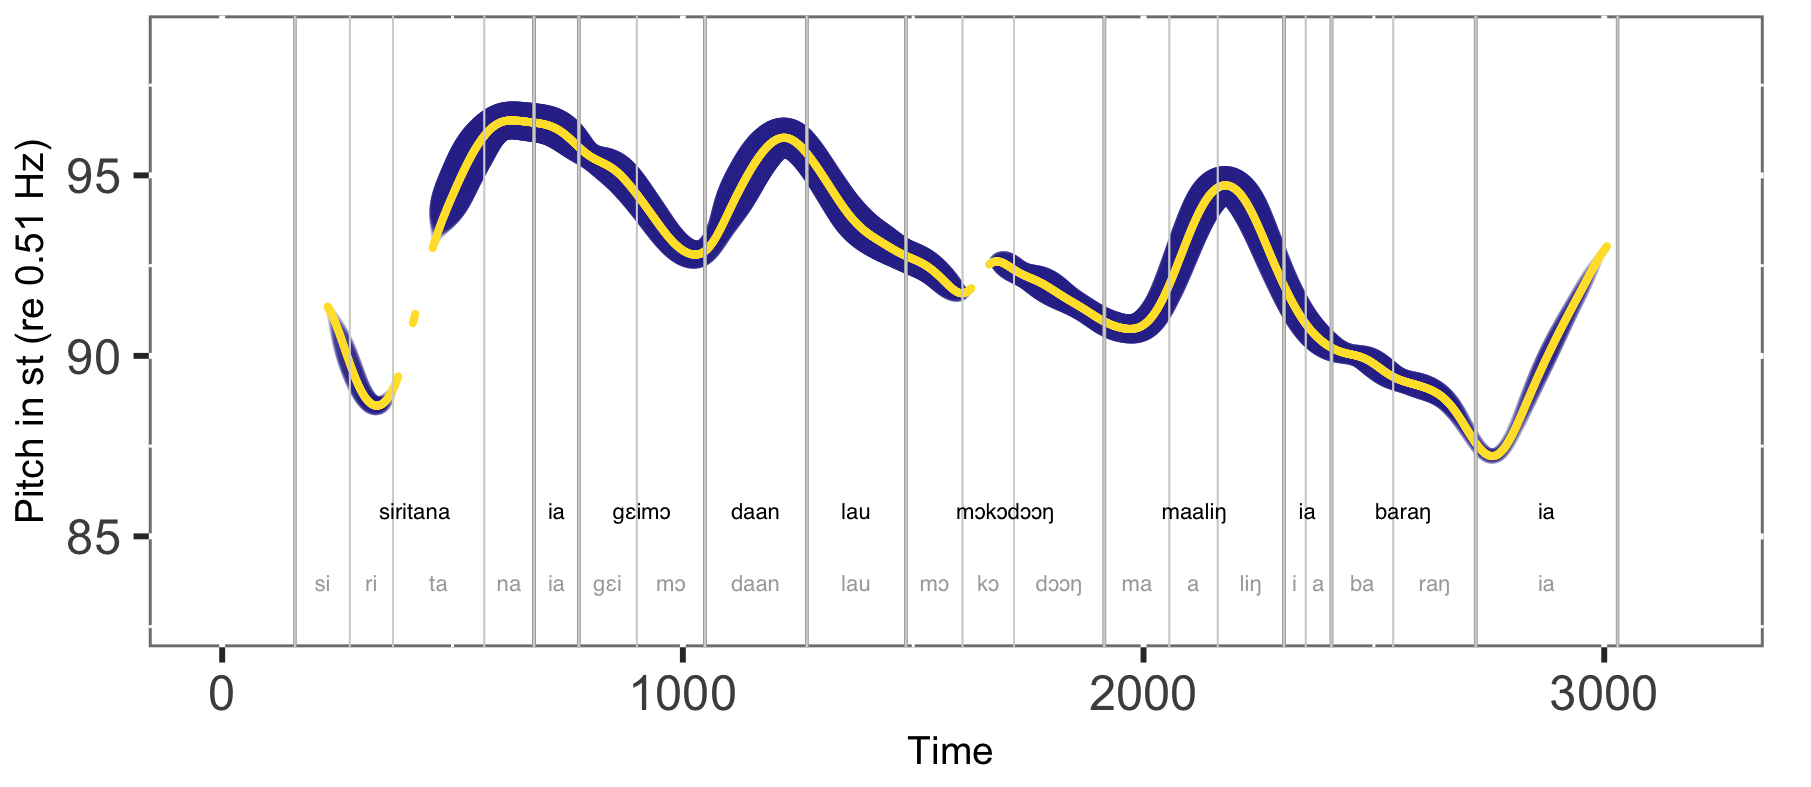 Pitch in st (re 0.51 Hz)
95
90
85
siritana ia gɛimɔ daan lau mɔkɔdɔɔŋ maaliŋ ia baraŋ ia
si ri ta na ia gɛi mɔ daan lau mɔ kɔ dɔɔŋ ma a liŋ i a ba raŋ ia
0 1000 2000 3000
Time